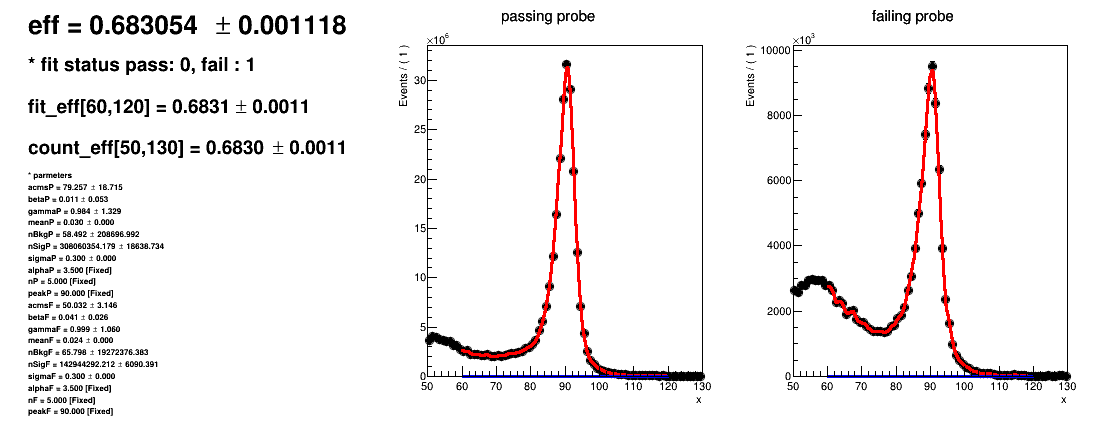 eff = 0.683054 ± 0.001118
* fit status pass: 0, fail : 1
fit_eff[60,120] = 0.6831 ± 0.0011
count_eff[50,130] = 0.6830 ± 0.0011
* parmeters
acmsP = 79.257 ± 18.715
betaP = 0.011 ± 0.053
gammaP = 0.984 ± 1.329
meanP = 0.030 ± 0.000
nBkgP = 58.492 ± 208696.992
nSigP = 308060354.179 ± 18638.734
sigmaP = 0.300 ± 0.000
alphaP = 3.500 [Fixed]
nP = 5.000 [Fixed]
peakP = 90.000 [Fixed]
acmsF = 50.032 ± 3.146
betaF = 0.041 ± 0.026
gammaF = 0.999 ± 1.060
meanF = 0.024 ± 0.000
nBkgF = 65.798 ± 19272376.383
nSigF = 142944292.212 ± 6090.391
sigmaF = 0.300 ± 0.000
alphaF = 3.500 [Fixed]
nF = 5.000 [Fixed]
peakF = 90.000 [Fixed]
passing probe
×10⁶
Events / ( 1 )
30
25
20
15
10
5
0
50 60 70 80 90 100 110 120 130
x
failing probe
×10³
Events / ( 1 )
10000
8000
6000
4000
2000
0
50 60 70 80 90 100 110 120 130
x